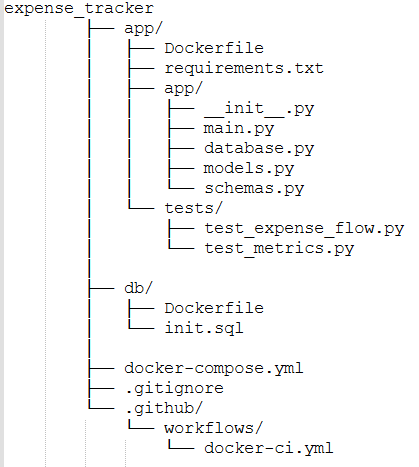 expense_tracker
├── app/
│   ├── Dockerfile
│   ├── requirements.txt
│   ├── app/
│   │   ├── __init__.py
│   │   ├── main.py
│   │   ├── database.py
│   │   ├── models.py
│   │   └── schemas.py
│   └── tests/
│       ├── test_expense_flow.py
│       └── test_metrics.py
│
├── db/
│   ├── Dockerfile
│   └── init.sql
│
├── docker-compose.yml
├── .gitignore
└── .github/
    └── workflows/
        └── docker-ci.yml